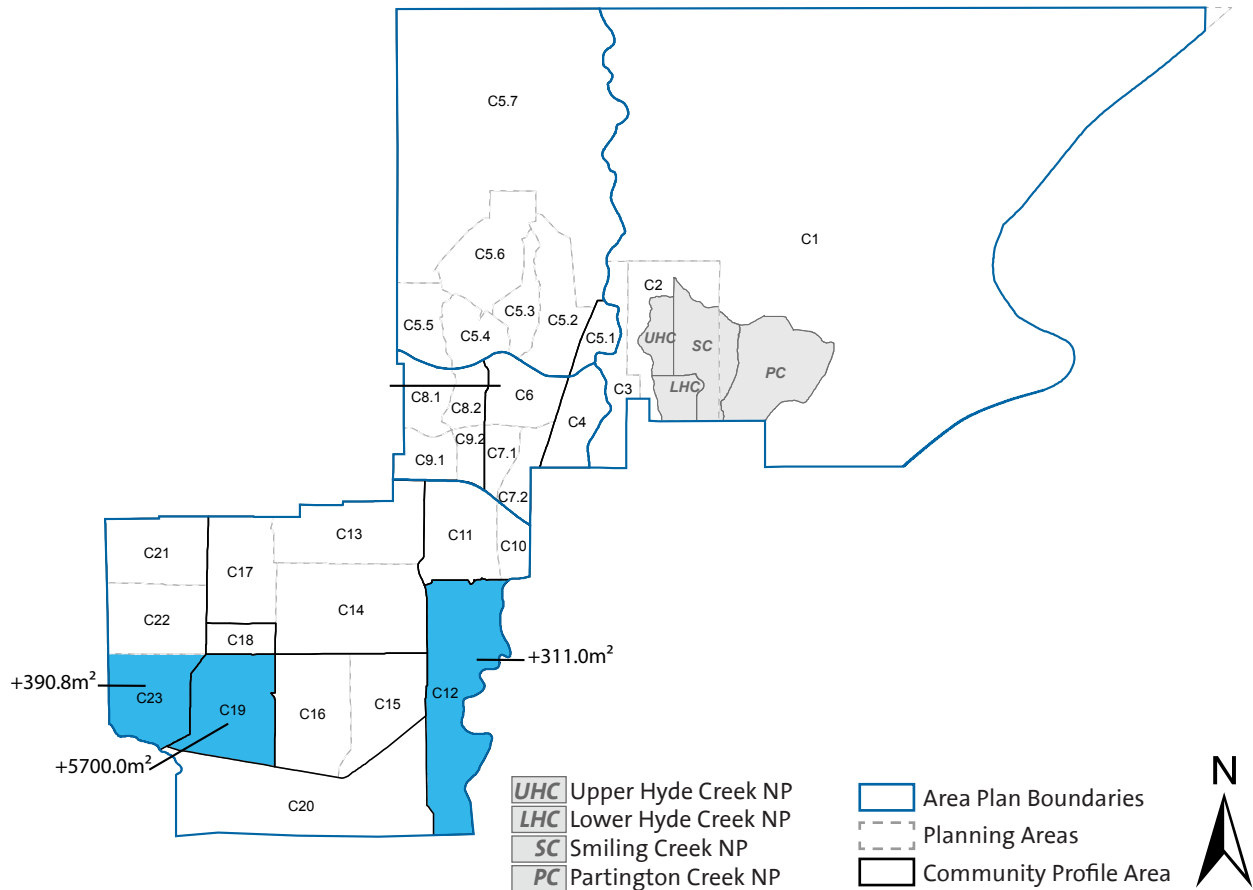 C5.7
C1
C5.6
C2
C5.3
C5.2
C5.5
C5.4
C5.1
UHC
SC
PC
LHC
C3
C8.1
C8.2
C6
C4
C9.2
C9.1
C7.1
C7.2
C13
C11
C10
C21
C17
C14
C22
C18
+311.0m²
+390.8m²
C23
C19
C16
C15
C12
+5700.0m²
C20
UHC Upper Hyde Creek NP
LHC Lower Hyde Creek NP
SC Smiling Creek NP
PC Partington Creek NP
Area Plan Boundaries
Planning Areas
Community Profile Area
N